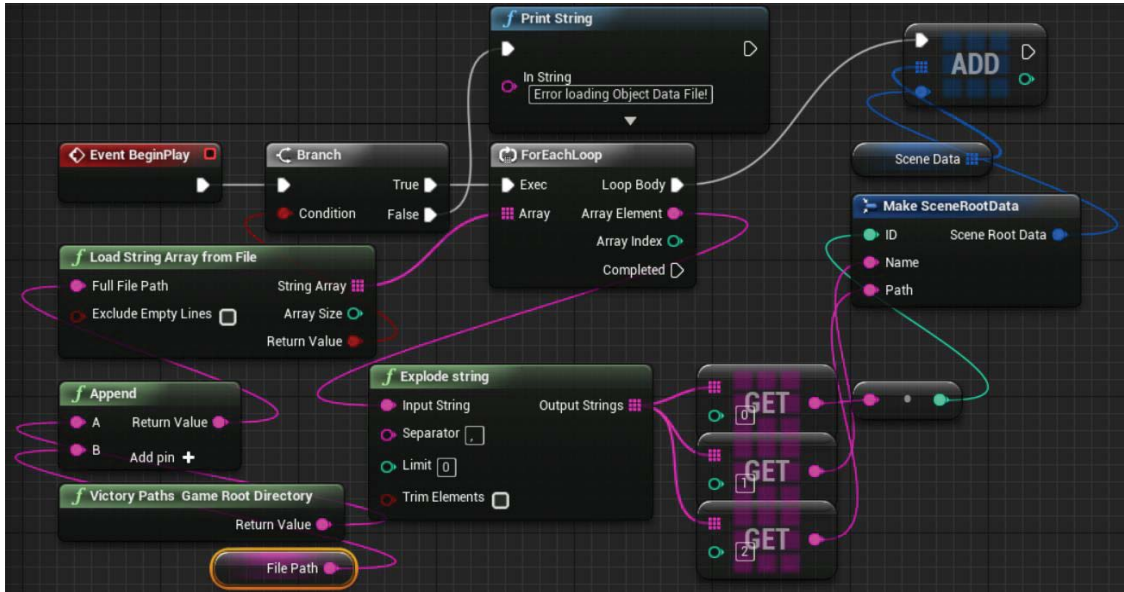 Print String
In String
Error loading Object Data File!
ADD
Event BeginPlay
Branch
True
Condition
False
ForEachLoop
Exec
Loop Body
Array
Array Element
Array Index
Completed
Scene Data
Make SceneRootData
ID
Scene Root Data
Name
Path
Load String Array from File
Full File Path
String Array
Exclude Empty Lines
Array Size
Return Value
Append
A
Return Value
B
Add pin
Explode string
Input String
Output Strings
Separator ,
Limit 0
Trim Elements
GET
0
GET
1
GET
2
Victory Paths Game Root Directory
Return Value
File Path